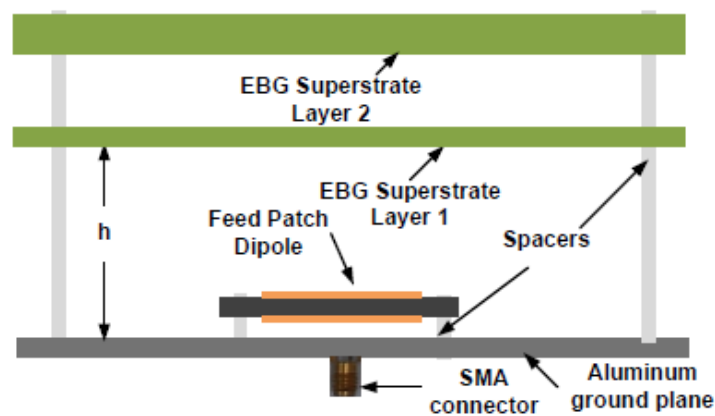 EBG Superstrate
Layer 2
EBG Superstrate
Layer 1
Feed Patch
Dipole
h
Spacers
SMA
connector
Aluminum
ground plane